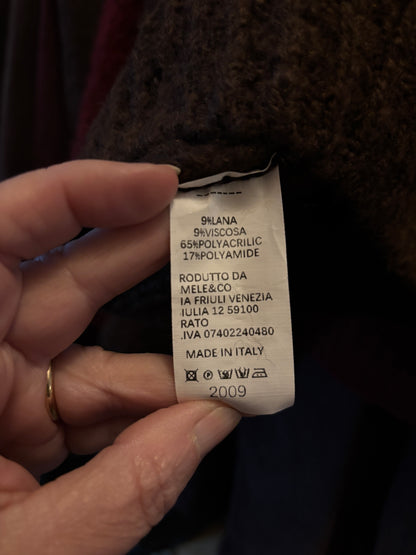 9%LANA
9%VISCOSA
65%POLYACRILIC
17%POLYAMIDE
RODUTTO DA
MELE&CO
IA FRIULI VENEZIA
IULIA 12 59100
RATO
.IVA 07402240480
MADE IN ITALY
2009